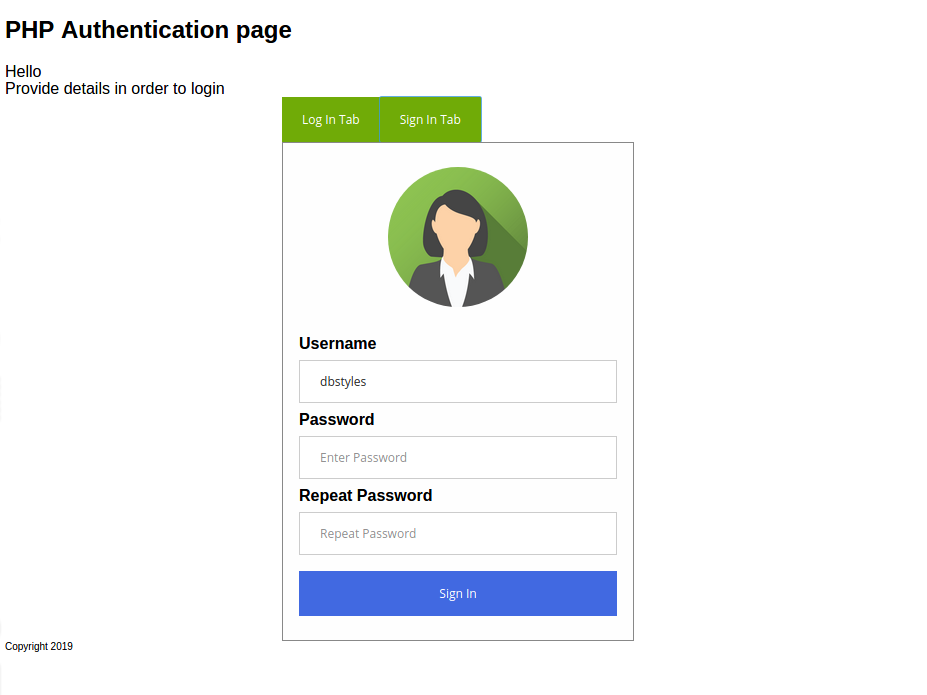 PHP Authentication page
Hello
Provide details in order to login
Log In Tab
Sign In Tab
Username
dbstyles
Password
Enter Password
Repeat Password
Repeat Password
Sign In
Copyright 2019